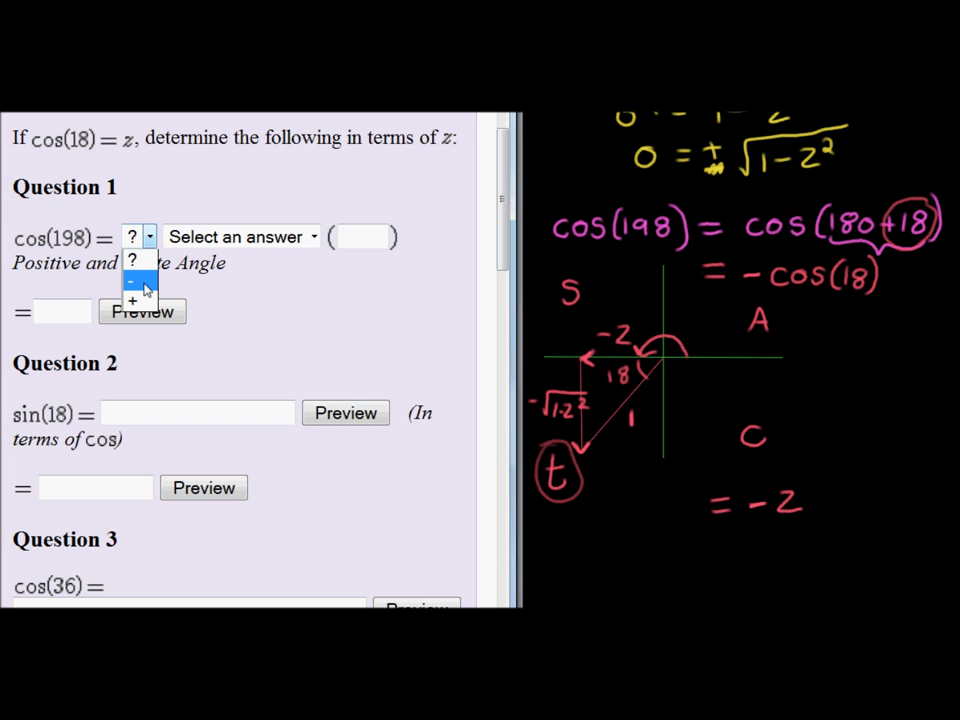 If cos(18) = z, determine the following in terms of z:
Question 1
cos(198) = ? Select an answer ( )
Positive and te Angle
?
-
+
= Preview
Question 2
sin(18) = Preview (In
terms of cos)
= Preview
Question 3
cos(36) =
O = ± √1-z²
cos(198) = cos(180+18)
= -cos(18)
S
A
-z
18
-√1-z²
1
C
t
= -z